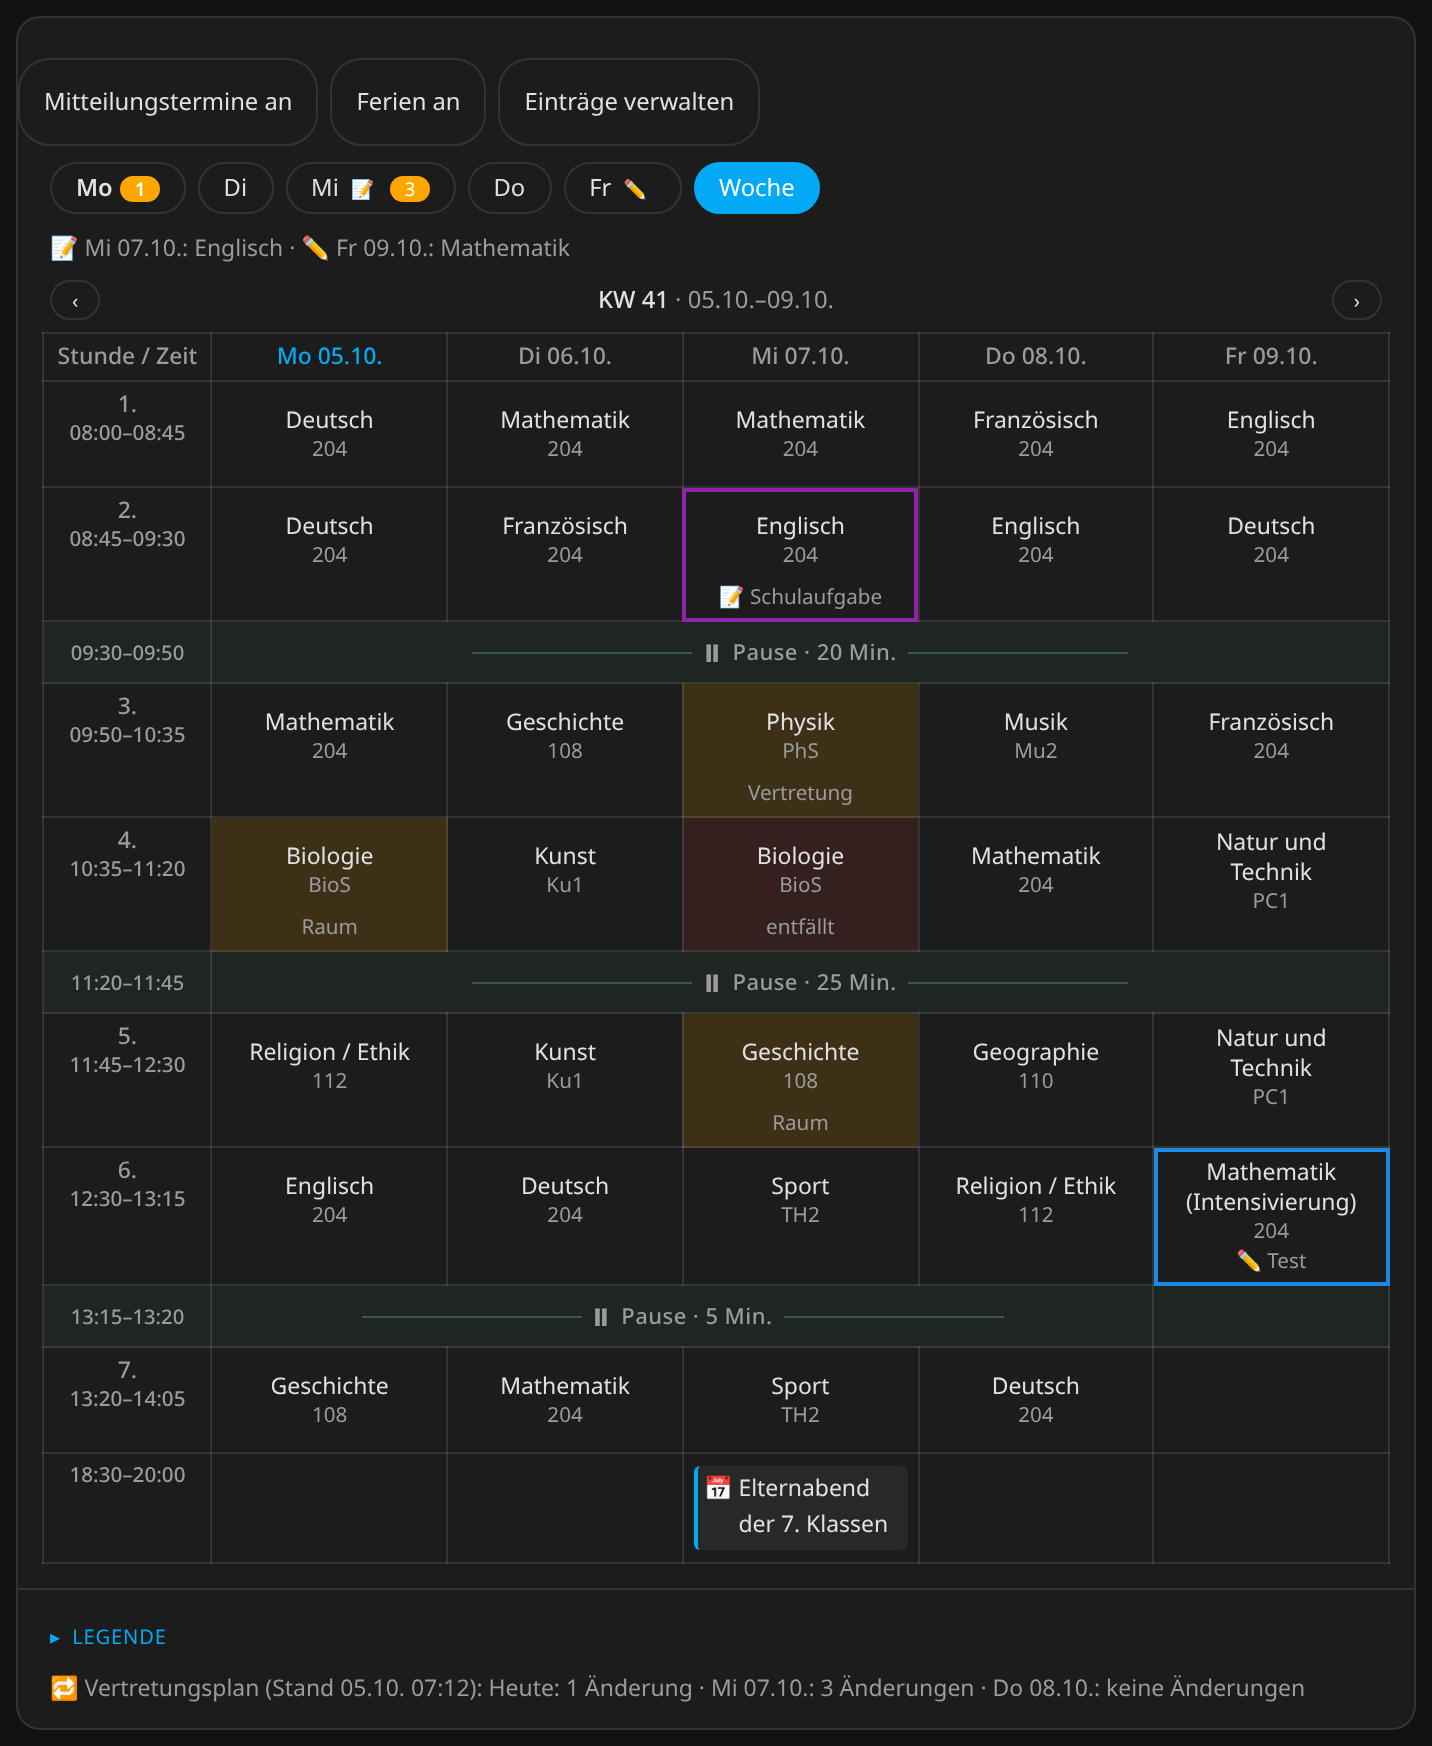 Mitteilungstermine an Ferien an Einträge verwalten
Mo 1 Di Mi 📝 3 Do Fr ✏️ Woche
📝 Mi 07.10.: Englisch · ✏️ Fr 09.10.: Mathematik
‹ KW 41 · 05.10.–09.10. ›
Stunde / Zeit Mo 05.10. Di 06.10. Mi 07.10. Do 08.10. Fr 09.10.
1.
08:00–08:45
Deutsch
204
Mathematik
204
Mathematik
204
Französisch
204
Englisch
204
2.
08:45–09:30
Deutsch
204
Französisch
204
Englisch
204
📝 Schulaufgabe
Englisch
204
Deutsch
204
09:30–09:50 ⏸ Pause · 20 Min.
3.
09:50–10:35
Mathematik
204
Geschichte
108
Physik
PhS
Vertretung
Musik
Mu2
Französisch
204
4.
10:35–11:20
Biologie
BioS
Raum
Kunst
Ku1
Biologie
BioS
entfällt
Mathematik
204
Natur und
Technik
PC1
11:20–11:45 ⏸ Pause · 25 Min.
5.
11:45–12:30
Religion / Ethik
112
Kunst
Ku1
Geschichte
108
Raum
Geographie
110
Natur und
Technik
PC1
6.
12:30–13:15
Englisch
204
Deutsch
204
Sport
TH2
Religion / Ethik
112
Mathematik
(Intensivierung)
204
✏️ Test
13:15–13:20 ⏸ Pause · 5 Min.
7.
13:20–14:05
Geschichte
108
Mathematik
204
Sport
TH2
Deutsch
204
18:30–20:00
📅 Elternabend
der 7. Klassen
▸ LEGENDE
🔁 Vertretungsplan (Stand 05.10. 07:12): Heute: 1 Änderung · Mi 07.10.: 3 Änderungen · Do 08.10.: keine Änderungen